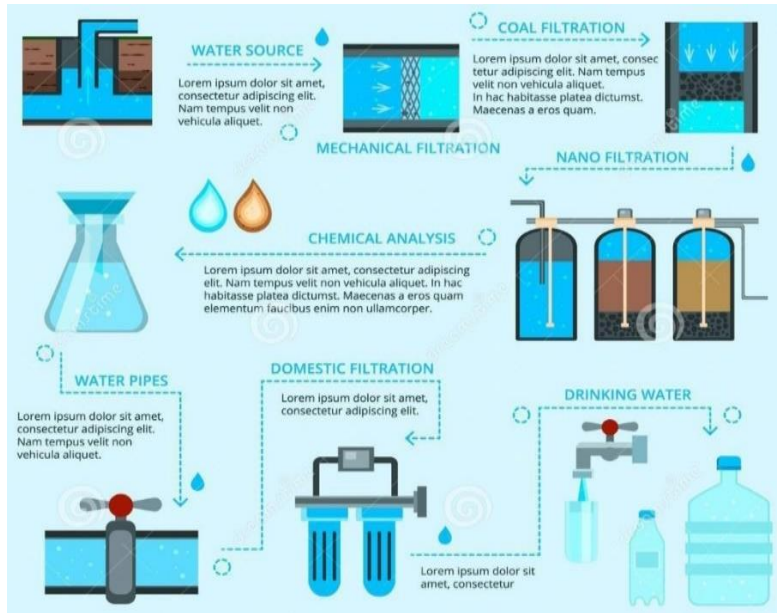 WATER SOURCE
Lorem ipsum dolor sit amet,
consectetur adipiscing elit.
Nam tempus velit non
vehicula aliquet.
MECHANICAL FILTRATION
COAL FILTRATION
Lorem ipsum dolor sit amet, consec
tetur adipiscing elit. Nam tempus
velit non vehicula aliquet.
In hac habitasse platea dictumst.
Maecenas a eros quam.
NANO FILTRATION
CHEMICAL ANALYSIS
Lorem ipsum dolor sit amet, consectetur adipiscing
elit. Nam tempus velit non vehicula aliquet. In hac
habitasse platea dictumst. Maecenas a eros quam
elementum faucibus enim non ullamcorper.
WATER PIPES
Lorem ipsum dolor sit amet,
consectetur adipiscing elit.
Nam tempus velit non
vehicula aliquet.
DOMESTIC FILTRATION
Lorem ipsum dolor sit amet,
consectetur adipiscing elit.
DRINKING WATER
Lorem ipsum dolor sit
amet, consectetur